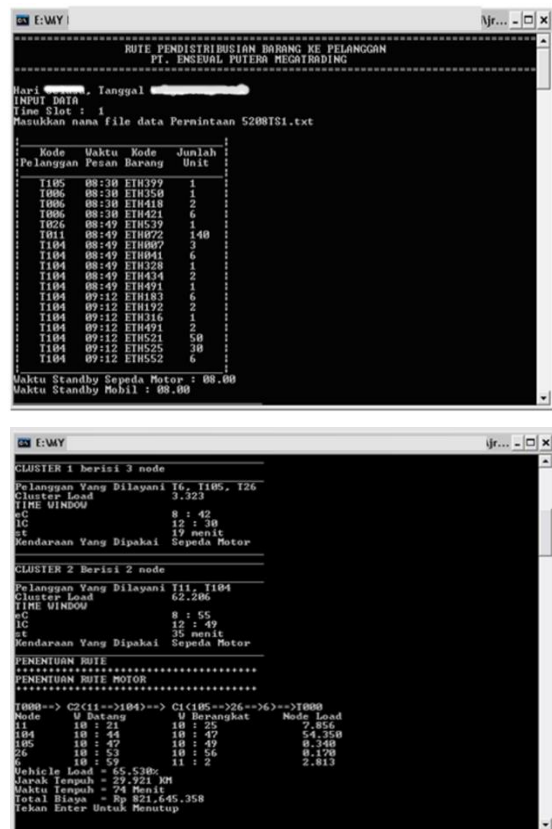 E:\MY
\jr...
RUTE PENDISTRIBUSIAN BARANG KE PELANGGAN
PT. ENSEVAL PUTERA MEGATRADING
Hari , Tanggal
INPUT DATA
Time Slot : 1
Masukkan nama file data Permintaan 5208TS1.txt
Kode Waktu Kode Jumlah
Pelanggan Pesan Barang Unit
T105 08:30 ETH399 1
T006 08:30 ETH350 1
T006 08:30 ETH418 2
T006 08:30 ETH421 6
T026 08:49 ETH539 1
T011 08:49 ETH072 140
T104 08:49 ETH007 3
T104 08:49 ETH041 6
T104 08:49 ETH328 1
T104 08:49 ETH434 2
T104 08:49 ETH491 1
T104 09:12 ETH183 6
T104 09:12 ETH192 2
T104 09:12 ETH316 1
T104 09:12 ETH491 2
T104 09:12 ETH521 50
T104 09:12 ETH525 30
T104 09:12 ETH552 6
Waktu Standby Sepeda Motor : 08.00
Waktu Standby Mobil : 08.00
E:\MY
\jr...
CLUSTER 1 berisi 3 node
Pelanggan Yang Dilayani T6, T105, T26
Cluster Load 3.323
TIME WINDOW
eC 8 : 42
lC 12 : 30
st 19 menit
Kendaraan Yang Dipakai Sepeda Motor
CLUSTER 2 Berisi 2 node
Pelanggan Yang Dilayani T11, T104
Cluster Load 62.206
TIME WINDOW
eC 8 : 55
lC 12 : 49
st 35 menit
Kendaraan Yang Dipakai Sepeda Motor
PENENTUAN RUTE
**************************************
PENENTUAN RUTE MOTOR
**************************************
T000==> C2(11==>104)==> C1(105==>26==>6)==>T000
Node W Datang W Berangkat Node Load
11 10 : 21 10 : 25 7.856
104 10 : 44 10 : 47 54.350
105 10 : 47 10 : 49 0.340
26 10 : 53 10 : 56 0.170
6 10 : 59 11 : 2 2.813
Vehicle Load = 65.530%
Jarak Tempuh = 29.921 KM
Waktu Tempuh = 74 Menit
Total Biaya = Rp 821,645.358
Tekan Enter Untuk Menutup